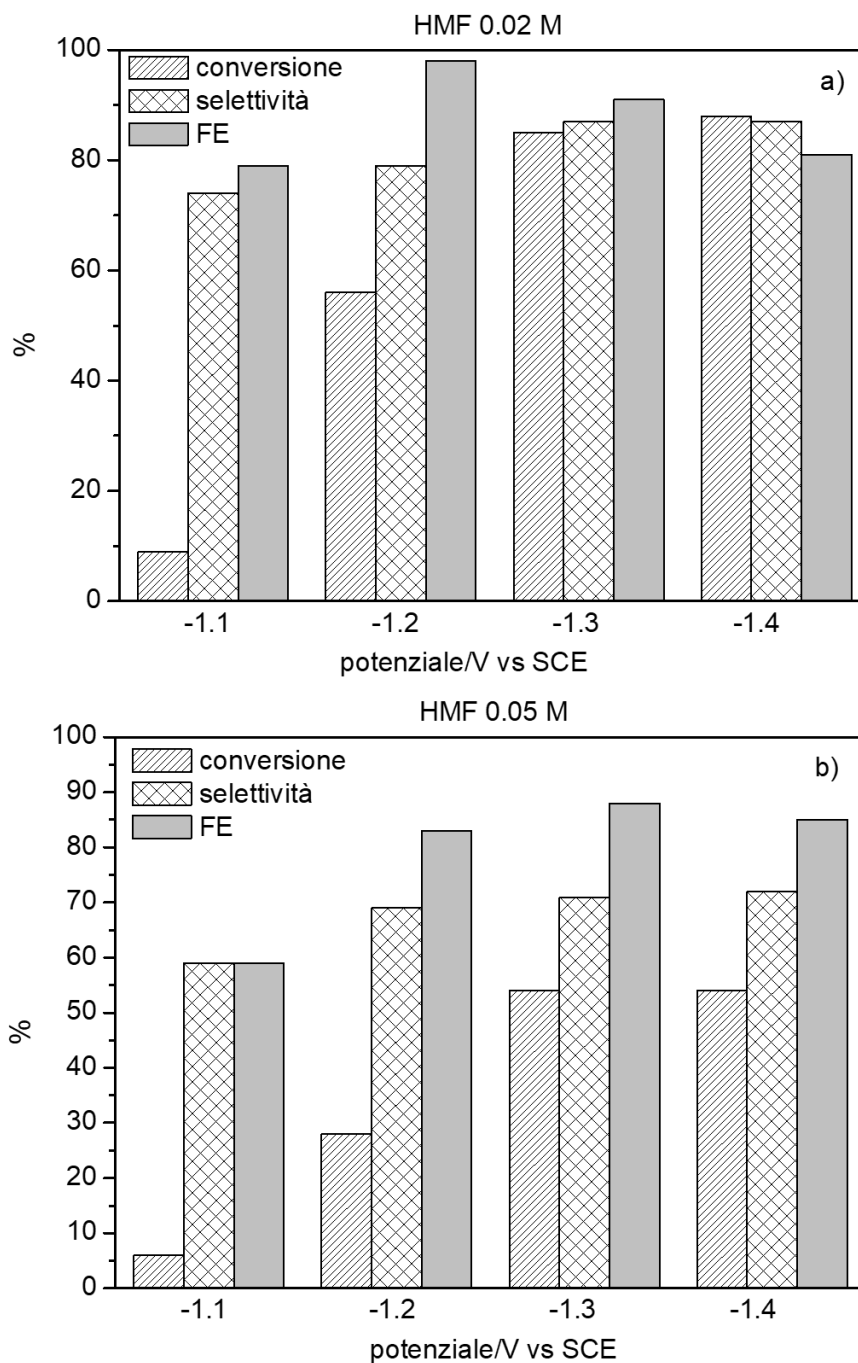 HMF 0.02 M
100
80
60
40
20
0
%
conversione
selettività
FE
a)
-1.1 -1.2 -1.3 -1.4
potenziale/V vs SCE
HMF 0.05 M
100
90
80
70
60
50
40
30
20
10
0
%
conversione
selettività
FE
b)
-1.1 -1.2 -1.3 -1.4
potenziale/V vs SCE